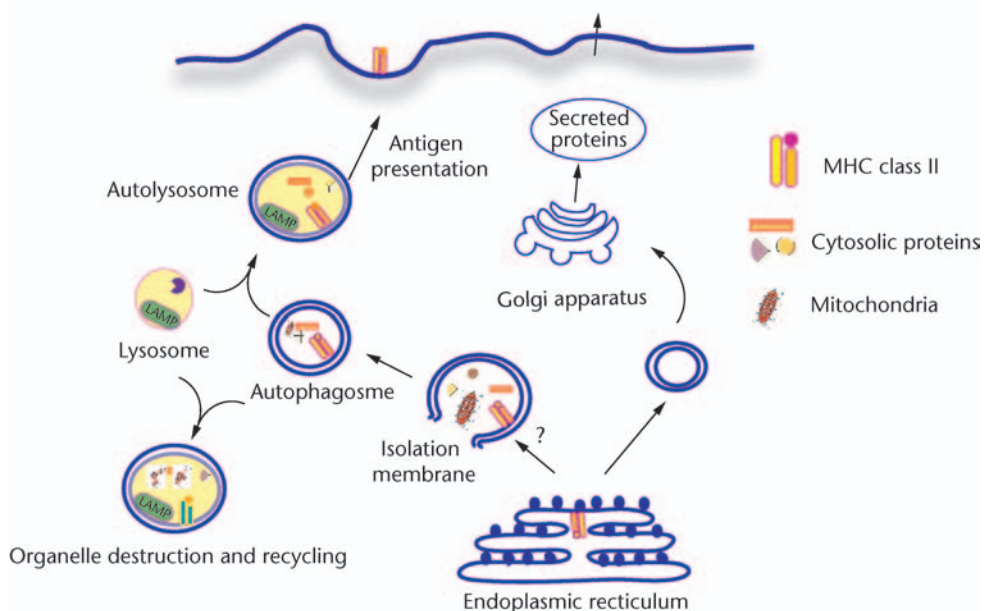 Secreted
proteins
Antigen
presentation
MHC class II
Autolysosome
LAMP
Cytosolic proteins
Golgi apparatus
Mitochondria
LAMP
Lysosome
Autophagosme
Isolation
membrane
?
LAMP
Organelle destruction and recycling
Endoplasmic recticulum